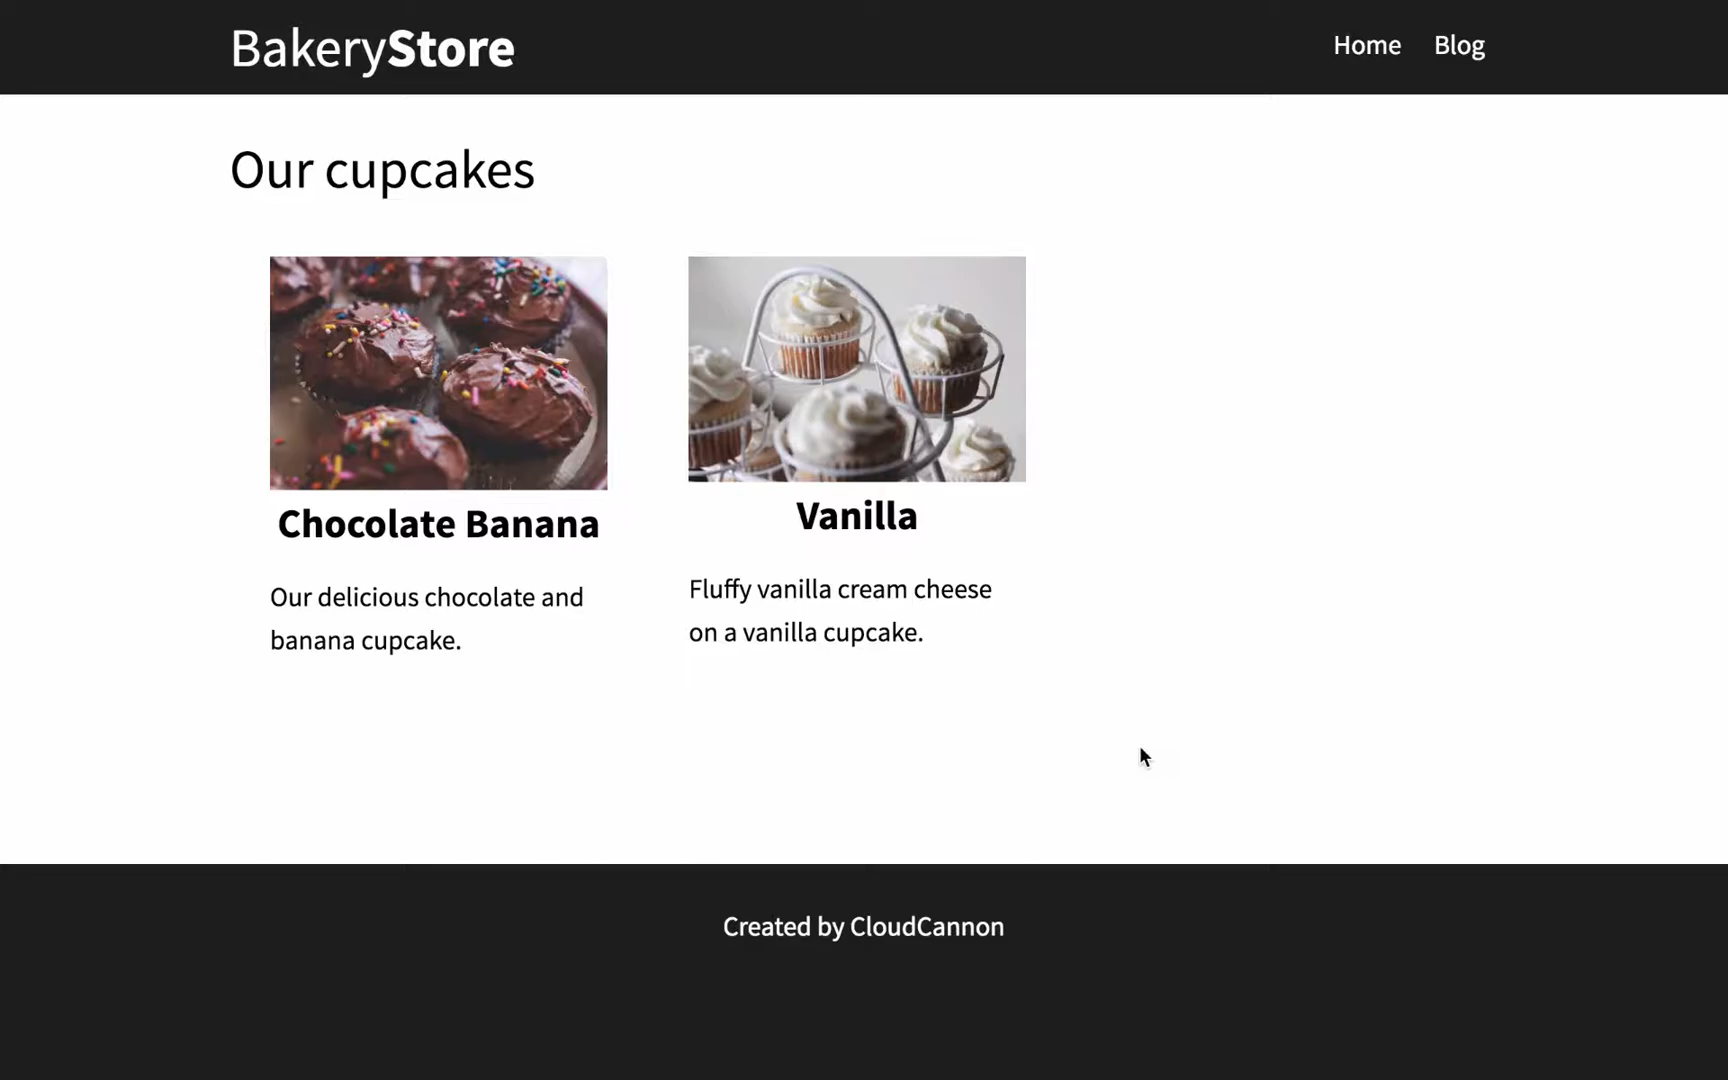 BakeryStore
Home
Blog
Our cupcakes
Chocolate Banana
Our delicious chocolate and
banana cupcake.
Vanilla
Fluffy vanilla cream cheese
on a vanilla cupcake.
Created by CloudCannon